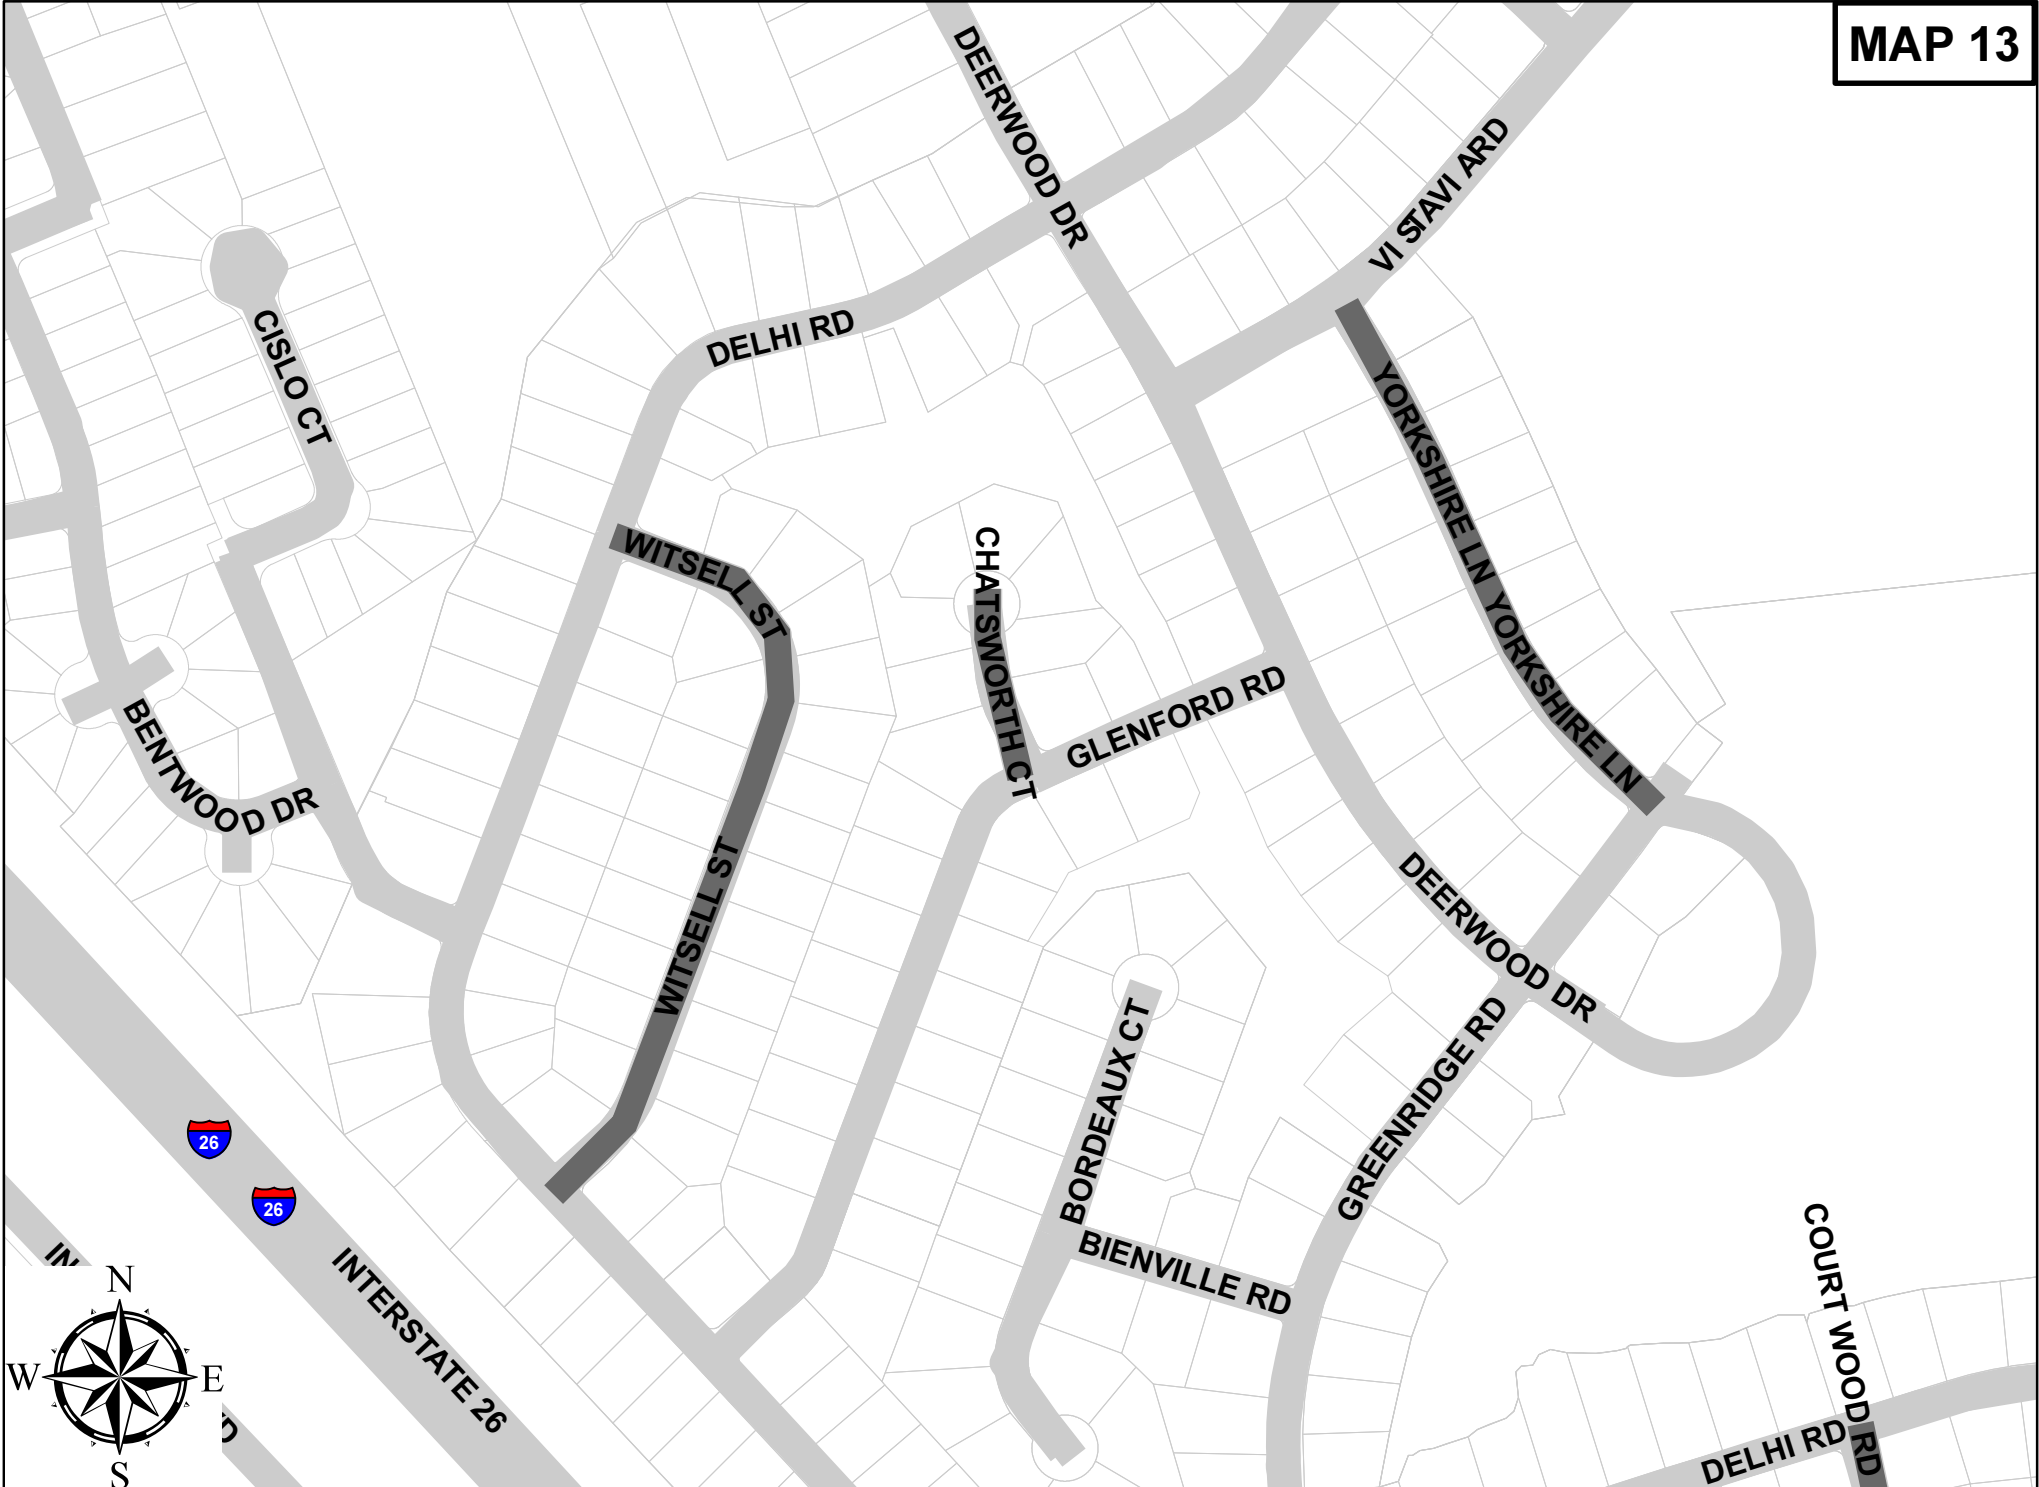 MAP 13
DEERWOOD DR
VI STAVI ARD
CISLO CT
DELHI RD
YORKSHIRE LN
YORKSHIRE LN
WITSELL ST
CHATSWORTH CT
GLENFORD RD
BENTWOOD DR
WITSELL ST
DEERWOOD DR
BORDEAUX CT
GREENRIDGE RD
26
26
BIENVILLE RD
COURT WOOD RD
INTERSTATE 26
DELHI RD
N
W
E
S